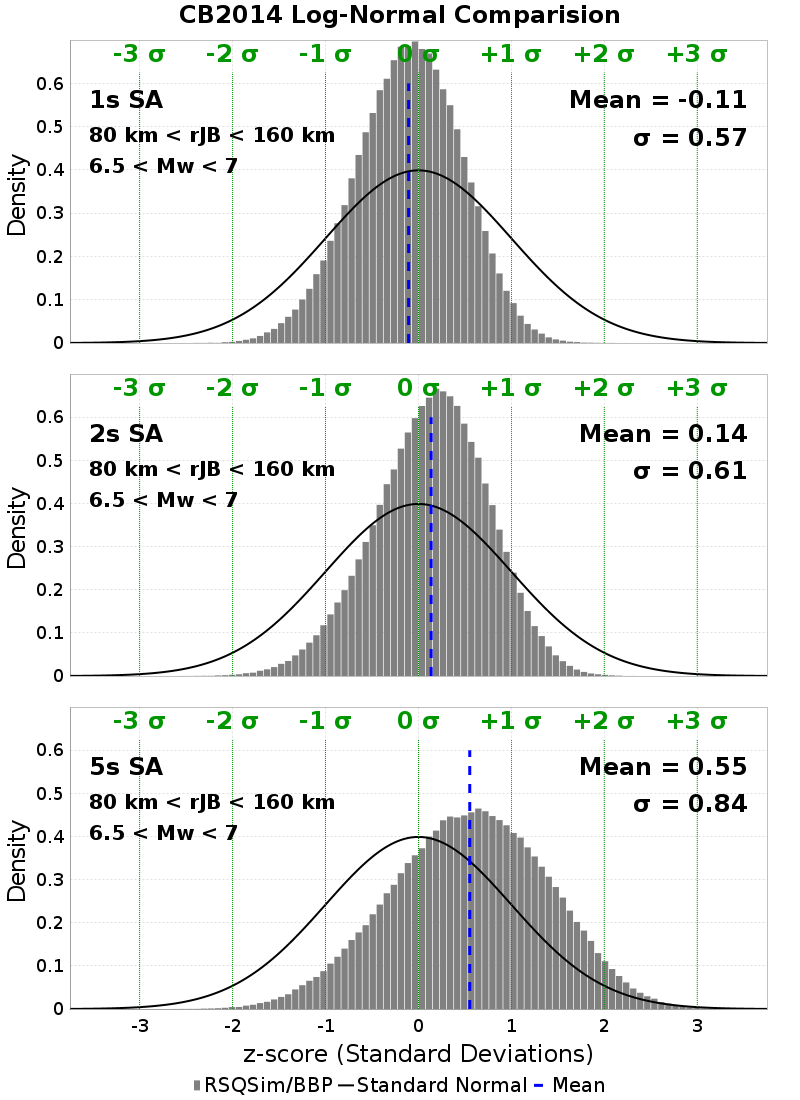 CB2014 Log-Normal Comparision
-3 σ -2 σ -1 σ 0 σ +1 σ +2 σ +3 σ
1s SA
Mean = -0.11
80 km < rJB < 160 km
σ = 0.57
6.5 < Mw < 7
Density
0.6
0.5
0.4
0.3
0.2
0.1
0
-3 σ -2 σ -1 σ 0 σ +1 σ +2 σ +3 σ
2s SA
Mean = 0.14
80 km < rJB < 160 km
σ = 0.61
6.5 < Mw < 7
Density
0.6
0.5
0.4
0.3
0.2
0.1
0
-3 σ -2 σ -1 σ 0 σ +1 σ +2 σ +3 σ
5s SA
Mean = 0.55
80 km < rJB < 160 km
σ = 0.84
6.5 < Mw < 7
Density
0.6
0.5
0.4
0.3
0.2
0.1
0
-3 -2 -1 0 1 2 3
z-score (Standard Deviations)
RSQSim/BBP Standard Normal Mean